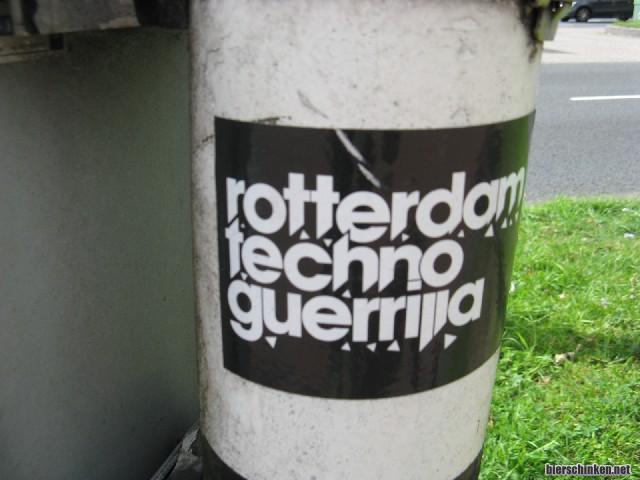 rotterdam
techno
guerrilla
bierschinken.net